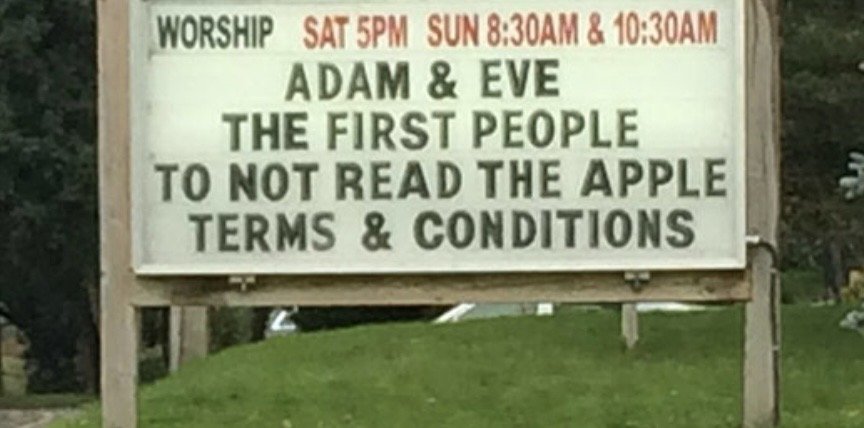 WORSHIP SAT 5PM SUN 8:30AM & 10:30AM
ADAM & EVE
THE FIRST PEOPLE
TO NOT READ THE APPLE
TERMS & CONDITIONS